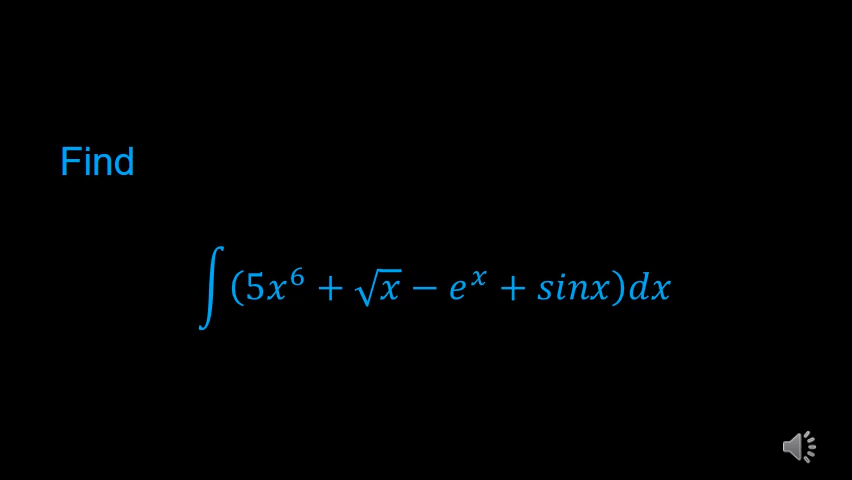 Find
∫(5x⁶ + √x − eˣ + sinx)dx